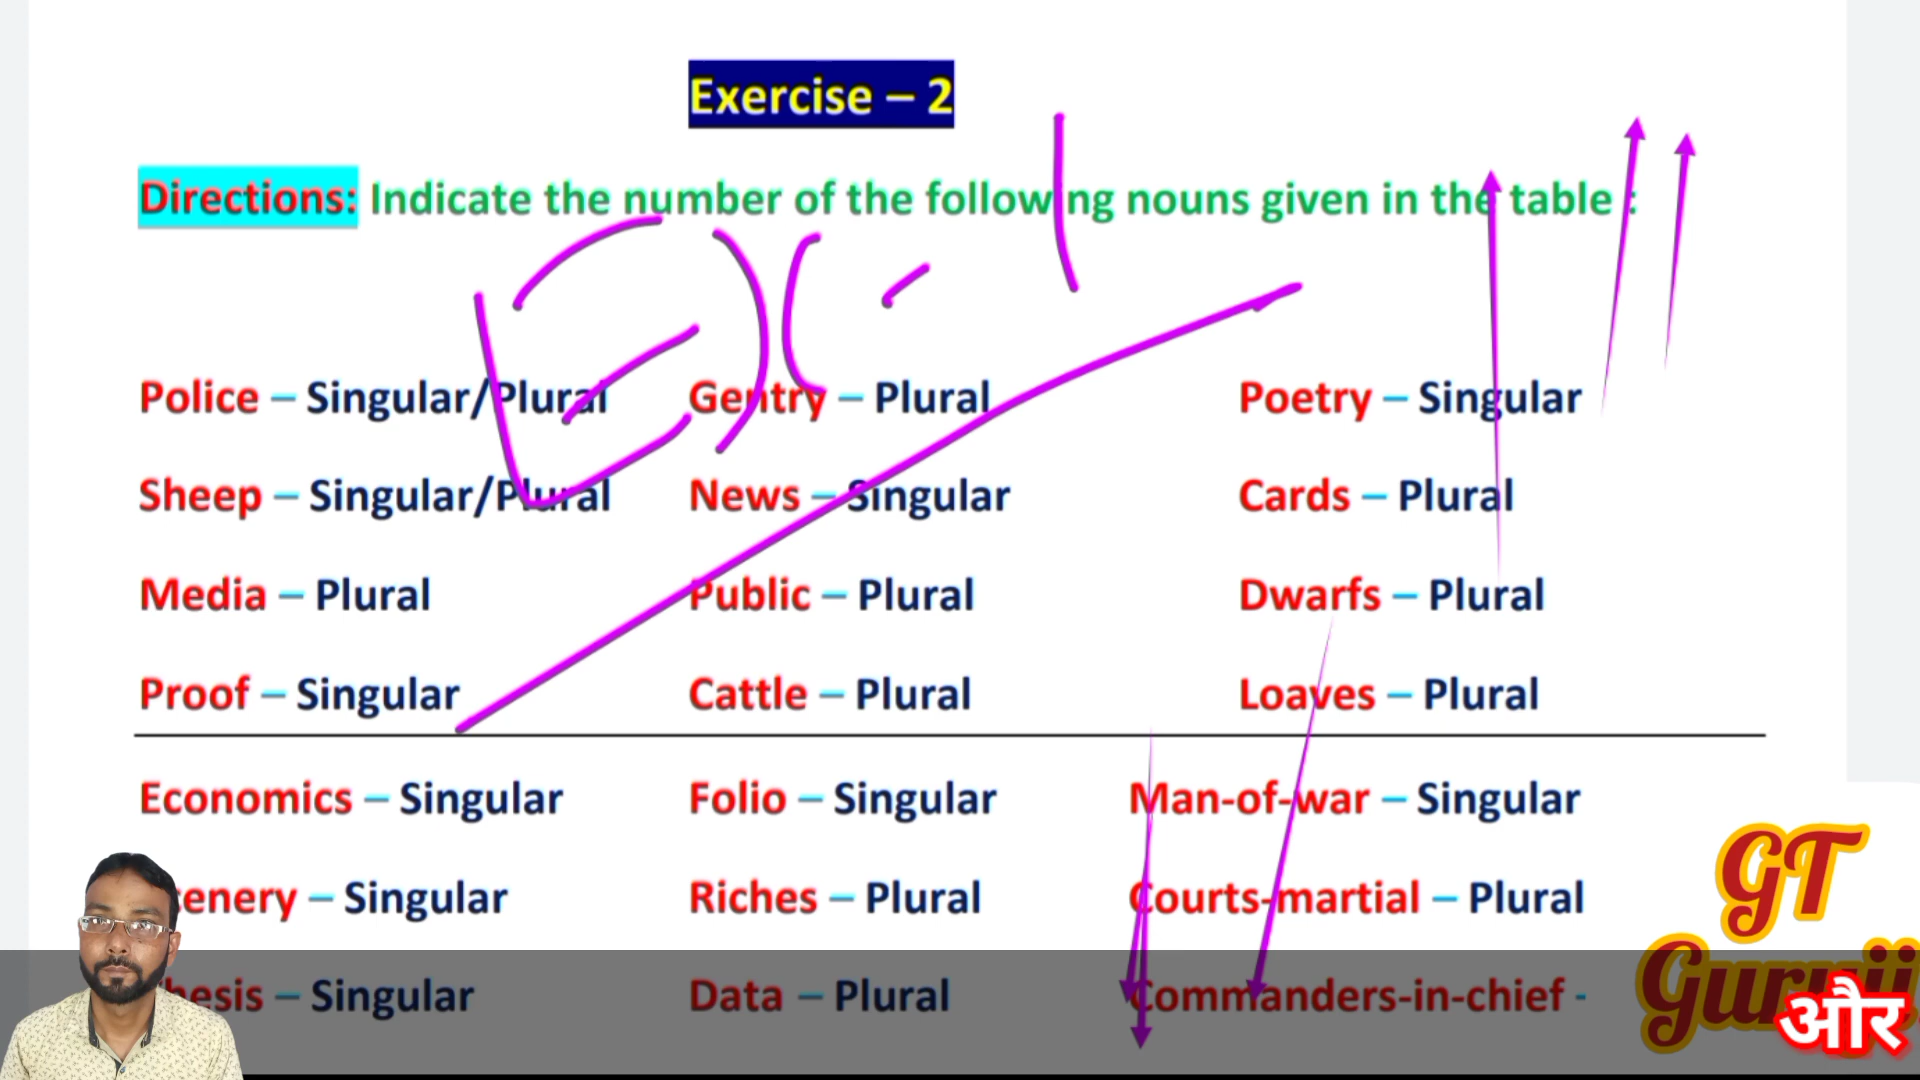 Exercise – 2
Directions: Indicate the number of the following nouns given in the table :
Ex - 1
Police – Singular/Plural Gentry – Plural Poetry – Singular
Sheep – Singular/Plural News – Singular Cards – Plural
Media – Plural Public – Plural Dwarfs – Plural
Proof – Singular Cattle – Plural Loaves – Plural
Economics – Singular Folio – Singular Man-of-war – Singular
enery – Singular Riches – Plural Courts-martial – Plural
hesis – Singular Data – Plural Commanders-in-chief -
GT
और